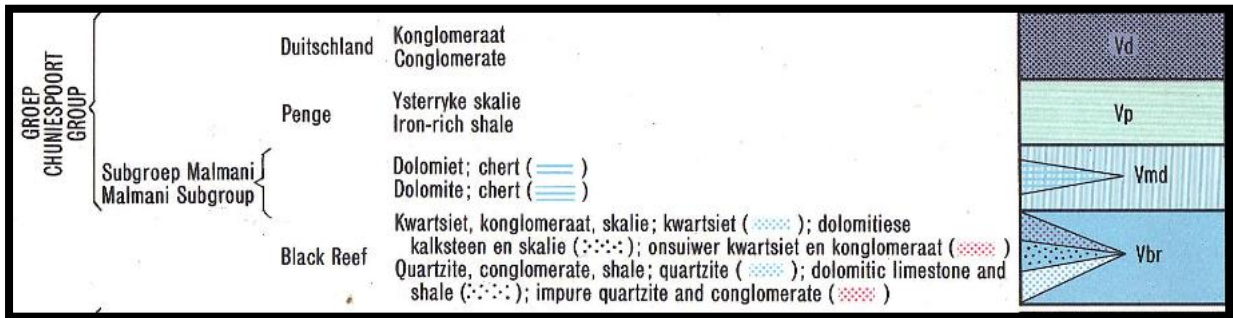 GROEP
CHUNIESPOORT
GROUP
Duitschland
Konglomeraat
Conglomerate
Vd
Penge
Ysterryke skalie
Iron-rich shale
Vp
Subgroep Malmani
Malmani Subgroup
Dolomiet; chert ( )
Dolomite; chert ( )
Vmd
Black Reef
Kwartsiet, konglomeraat, skalie; kwartsiet ( ); dolomitiese
kalksteen en skalie ( ); onsuiwer kwartsiet en konglomeraat ( )
Quartzite, conglomerate, shale; quartzite ( ); dolomitic limestone and
shale ( ); impure quartzite and conglomerate ( )
Vbr